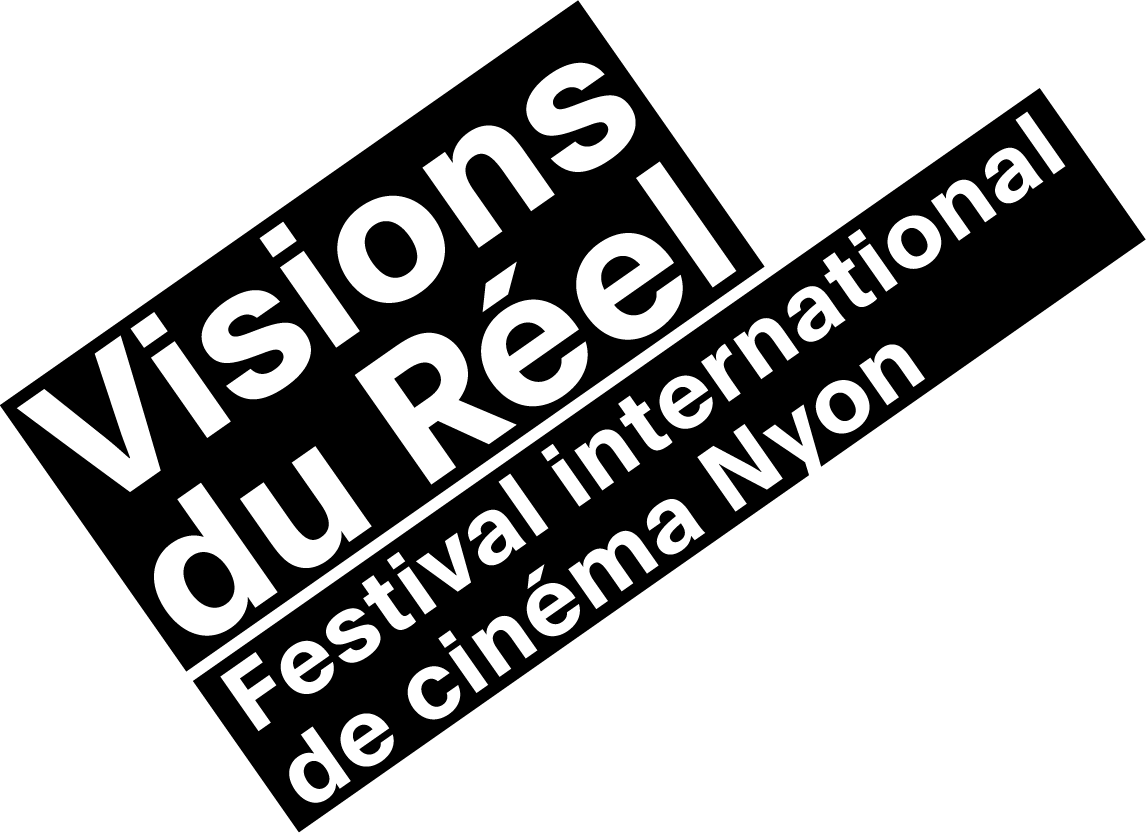 Visions
du Réel
Festival international
de cinéma Nyon